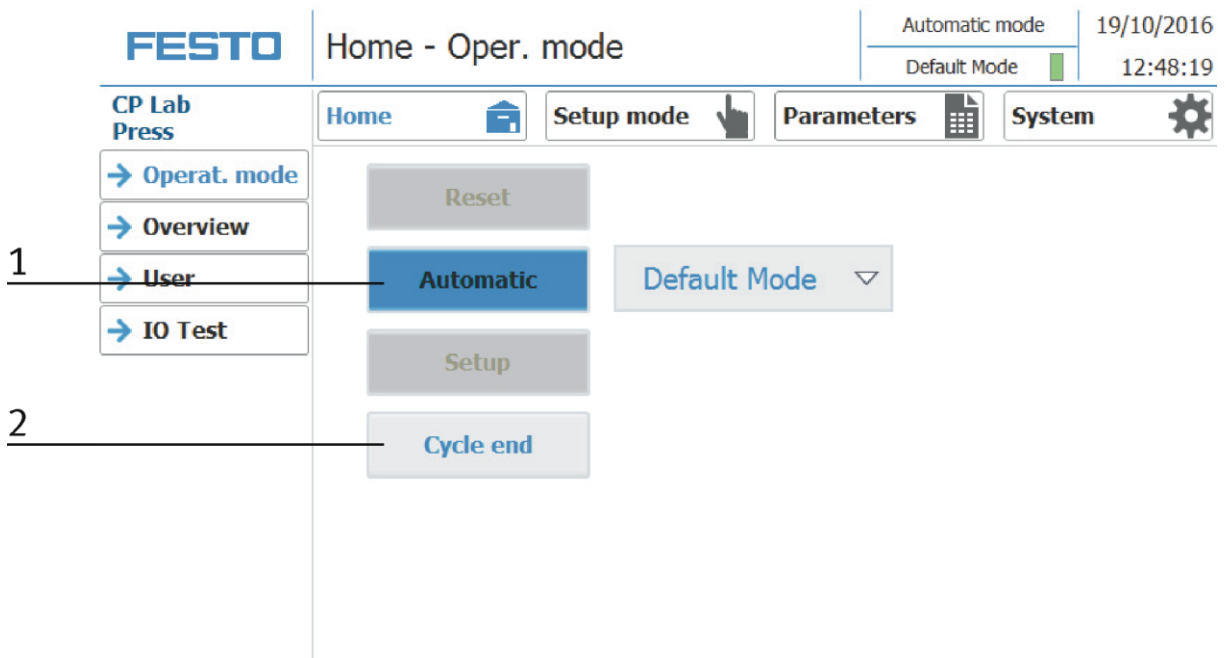 FESTO
Home - Oper. mode
Automatic mode
19/10/2016
Default Mode
12:48:19
CP Lab
Press
Home
Setup mode
Parameters
System
Operat. mode
Overview
User
IO Test
Reset
Automatic
Default Mode
Setup
Cycle end
1
2